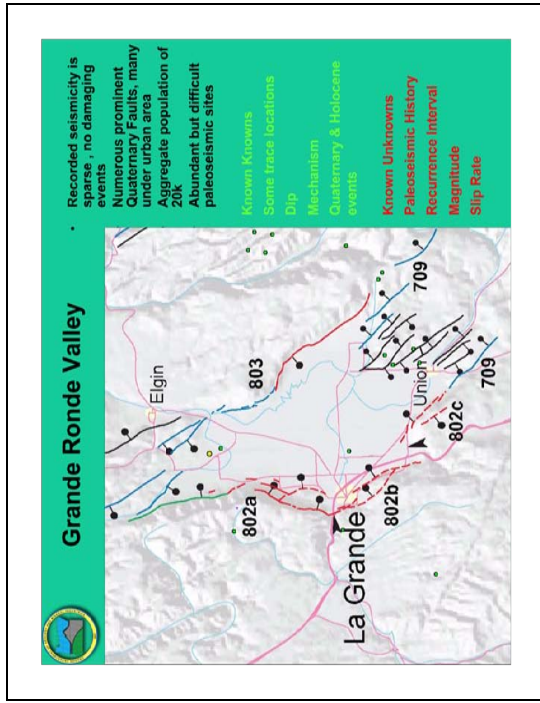 Grande Ronde Valley
• Recorded seismicity is
sparse , no damaging
events
Numerous prominent
Quaternary Faults, many
under urban area
Aggregate population of
20k
Abundant but difficult
paleoseismic sites
Known Knowns
Some trace locations
Dip
Mechanism
Quaternary & Holocene
events
Known Unknowns
Paleoseismic History
Recurrence Interval
Magnitude
Slip Rate
Elgin
803
802a
La Grande
802b
802c
Union
709
709